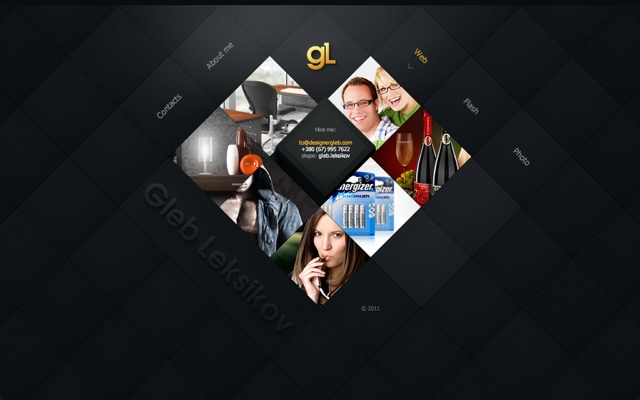 gL
About me
Web
Contacts
Flash
Photo
Hire me:
to@designergleb.com
+380 (67) 995 7622
skype: gleb.leksikov
energizer
Gleb Leksikov
© 2011